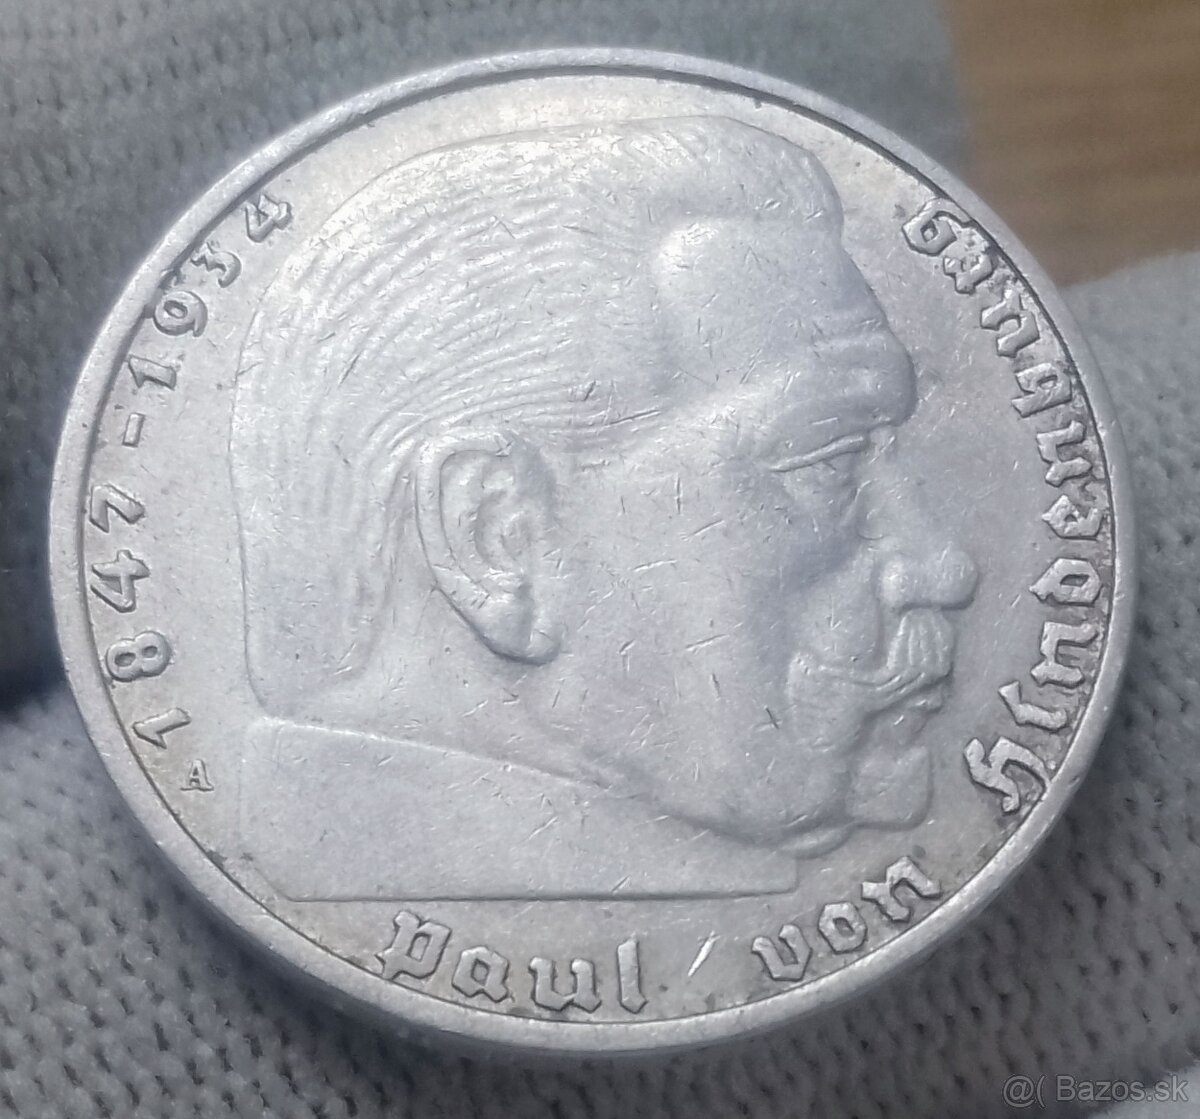 Paul von Hindenburg
1847-1934
A
@( Bazos.sk